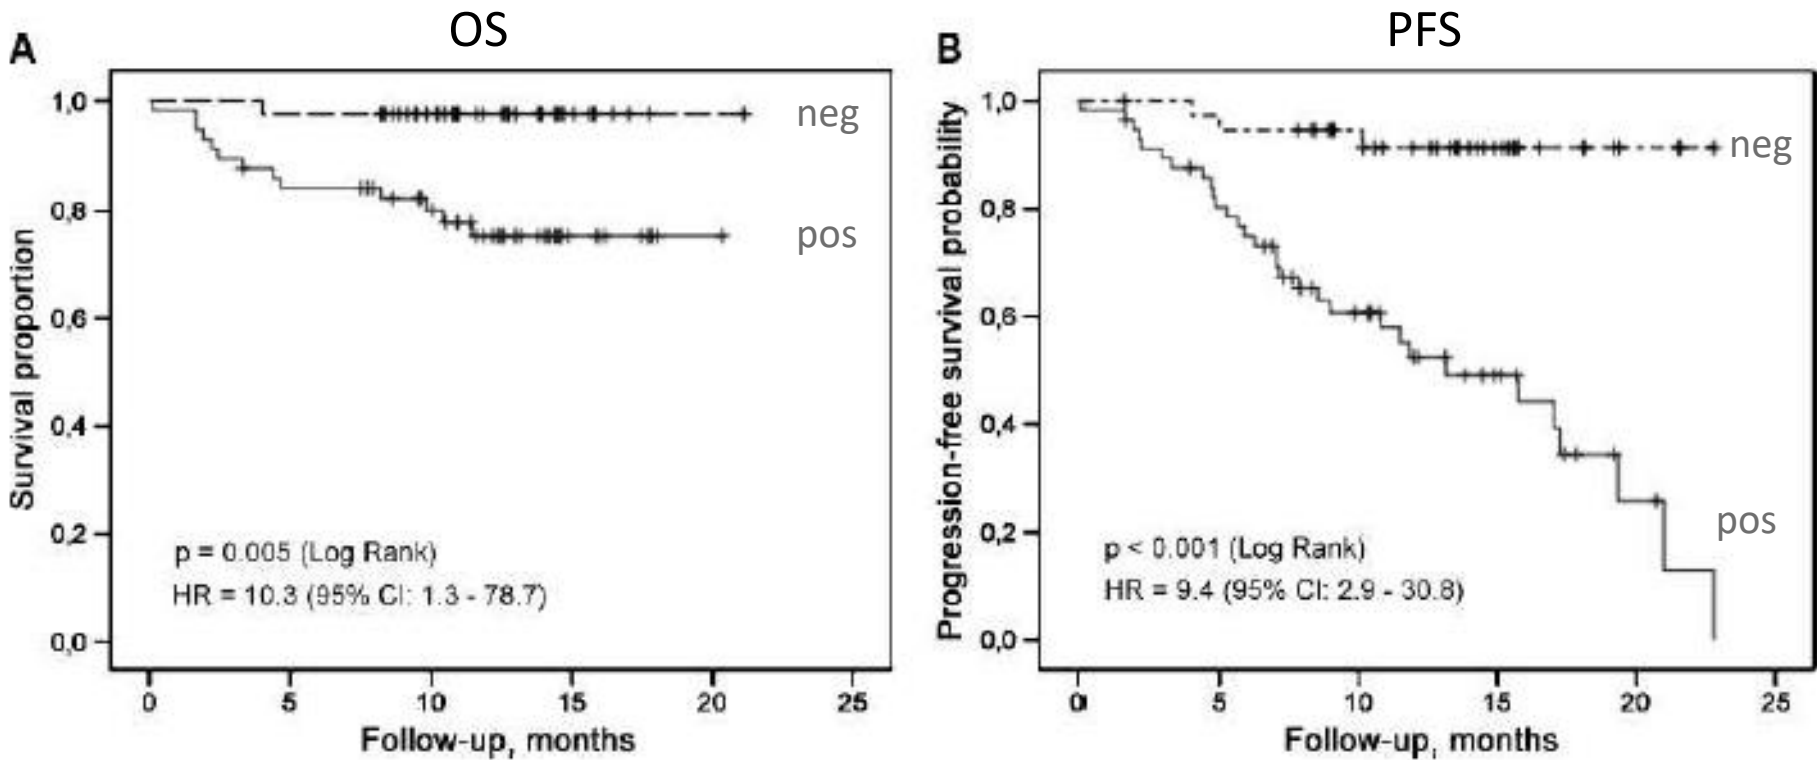 A
OS
Survival proportion
1,0
0,8
0,6
0,4
0,2
0,0
neg
pos
p = 0.005 (Log Rank)
HR = 10.3 (95% CI: 1.3 - 78.7)
0 5 10 15 20 25
Follow-up, months
B
PFS
Progression-free survival probability
1,0
0,8
0,6
0,4
0,2
0,0
neg
pos
p < 0.001 (Log Rank)
HR = 9.4 (95% CI: 2.9 - 30.8)
0 5 10 15 20 25
Follow-up, months